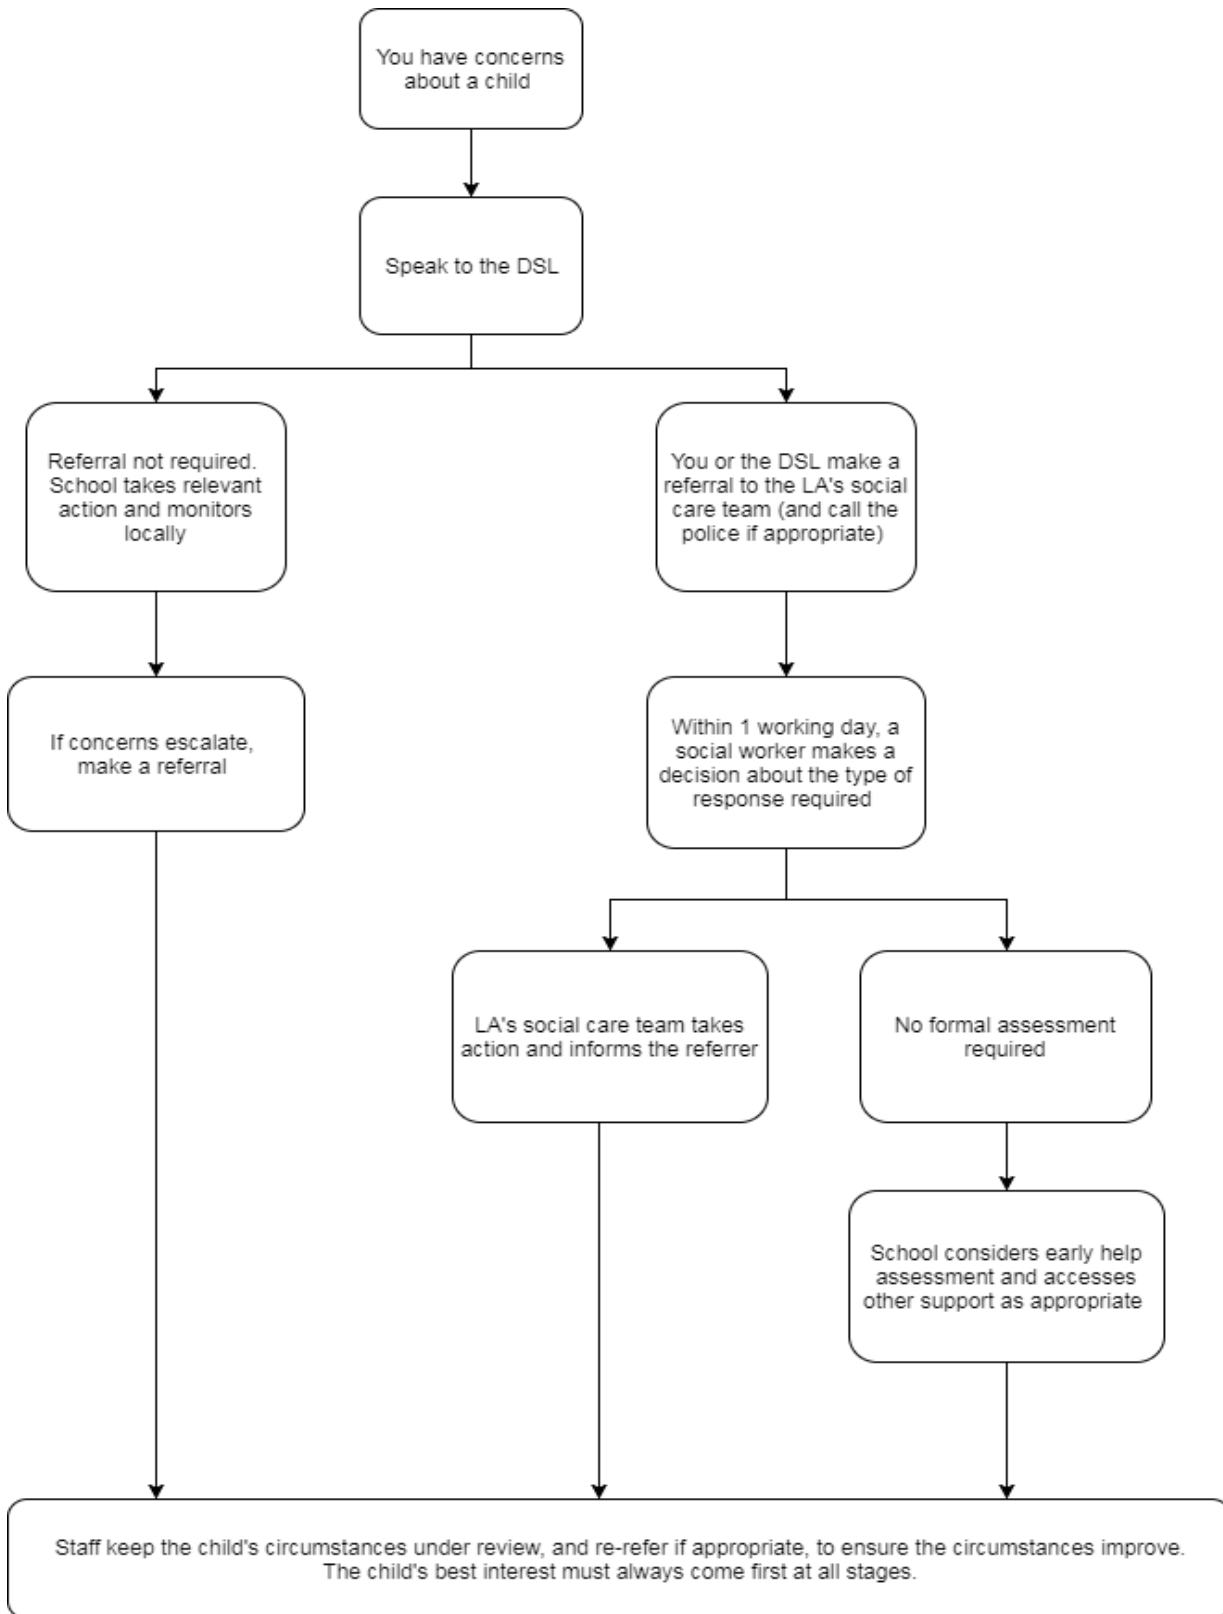 You have concerns
about a child
Speak to the DSL
Referral not required.
School takes relevant
action and monitors
locally
You or the DSL make a
referral to the LA's social
care team (and call the
police if appropriate)
If concerns escalate,
make a referral
Within 1 working day, a
social worker makes a
decision about the type of
response required
LA's social care team takes
action and informs the referrer
No formal assessment
required
School considers early help
assessment and accesses
other support as appropriate
Staff keep the child's circumstances under review, and re-refer if appropriate, to ensure the circumstances improve.
The child's best interest must always come first at all stages.